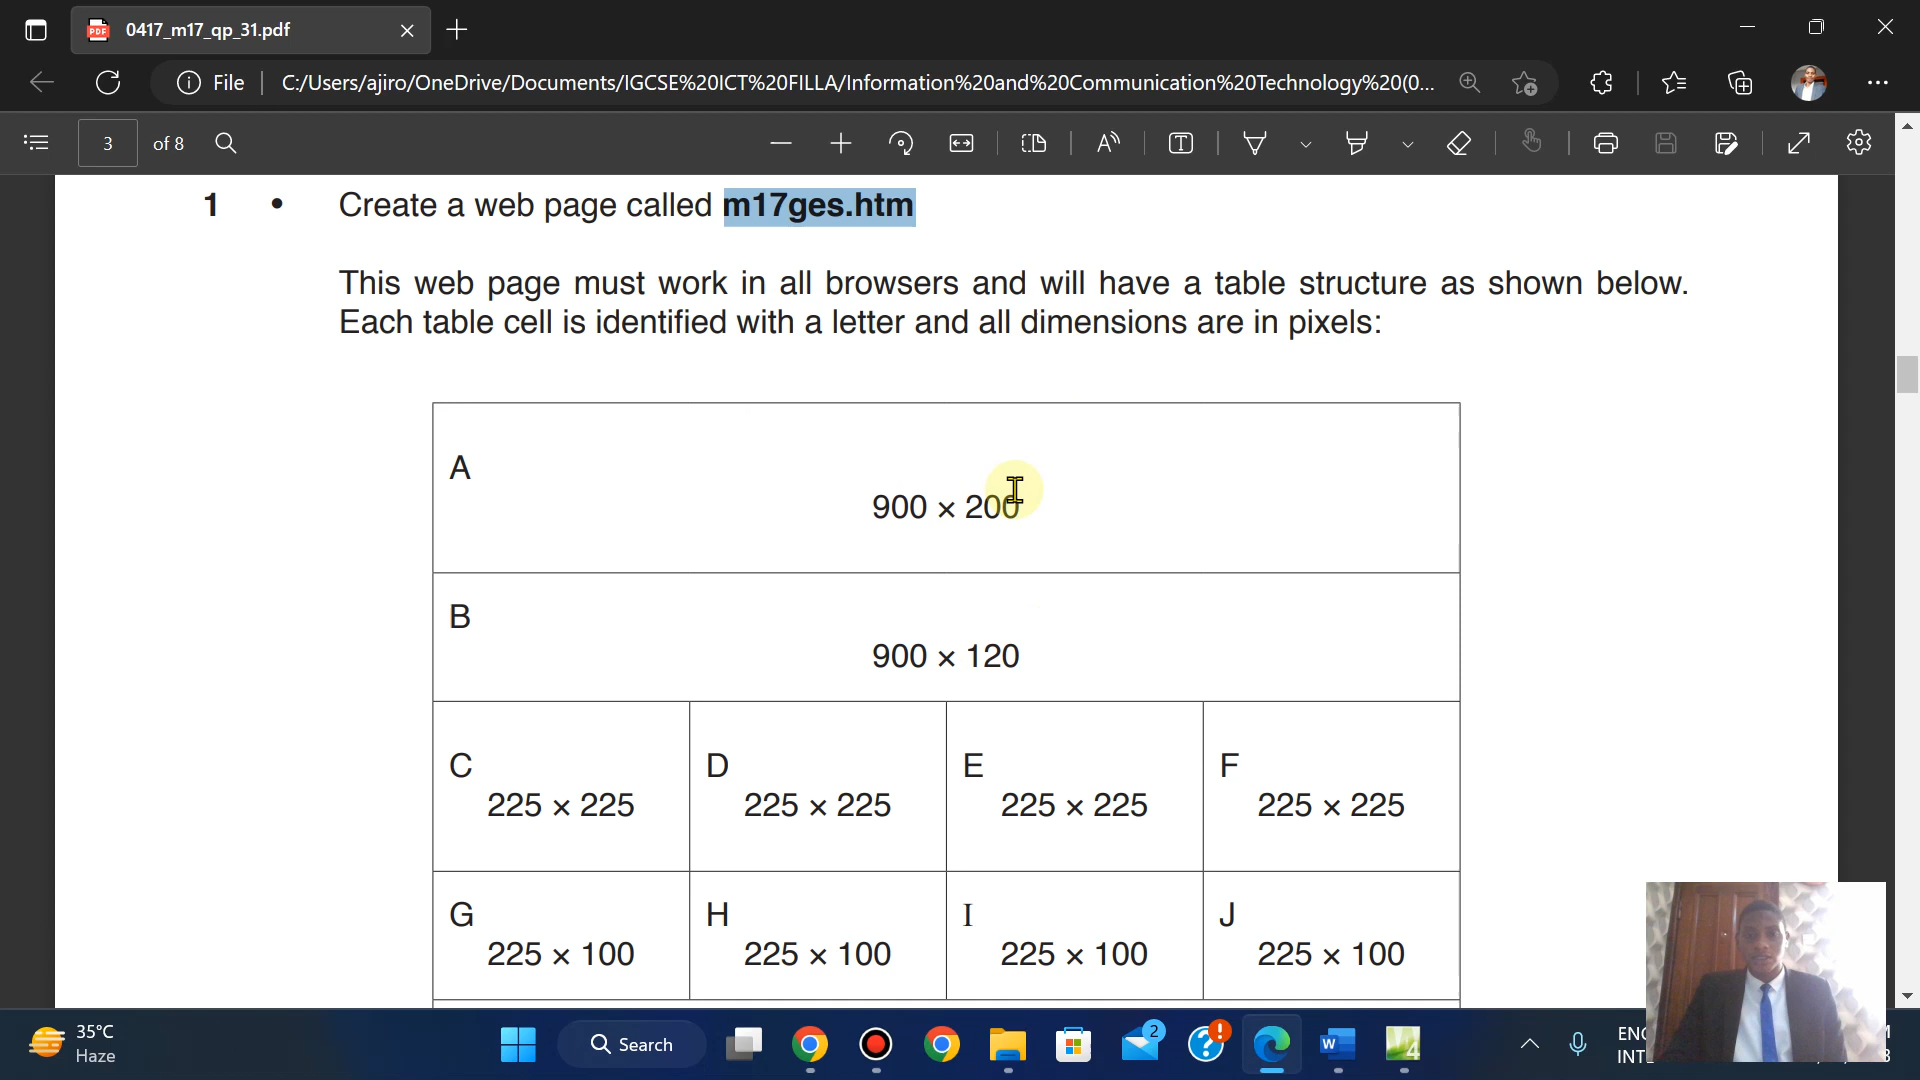 0417_m17_qp_31.pdf
File C:/Users/ajiro/OneDrive/Documents/IGCSE%20ICT%20FILLA/Information%20and%20Communication%20Technology%20(0...
3 of 8
1 • Create a web page called m17ges.htm
This web page must work in all browsers and will have a table structure as shown below.
Each table cell is identified with a letter and all dimensions are in pixels:
A
900 × 200
B
900 × 120
C D E F
225 × 225 225 × 225 225 × 225 225 × 225
G H I J
225 × 100 225 × 100 225 × 100 225 × 100
35°C
Haze
Search
2
ENG